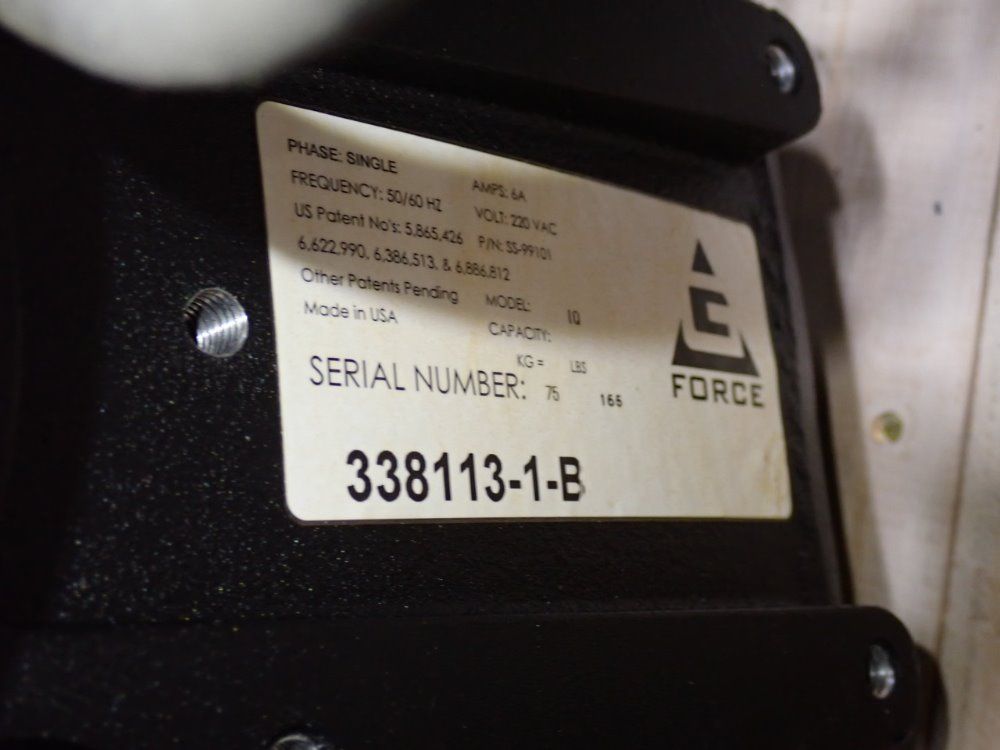 PHASE: SINGLE AMPS: 6A
FREQUENCY: 50/60 HZ VOLT: 220 VAC
US Patent No's: 5,865,426 P/N: SS-99101
6,622,990, 6,386,513, & 6,886,812
Other Patents Pending MODEL: IQ
Made in USA CAPACITY:
KG = LBS
SERIAL NUMBER: 75 165
338113-1-B
G
FORCE